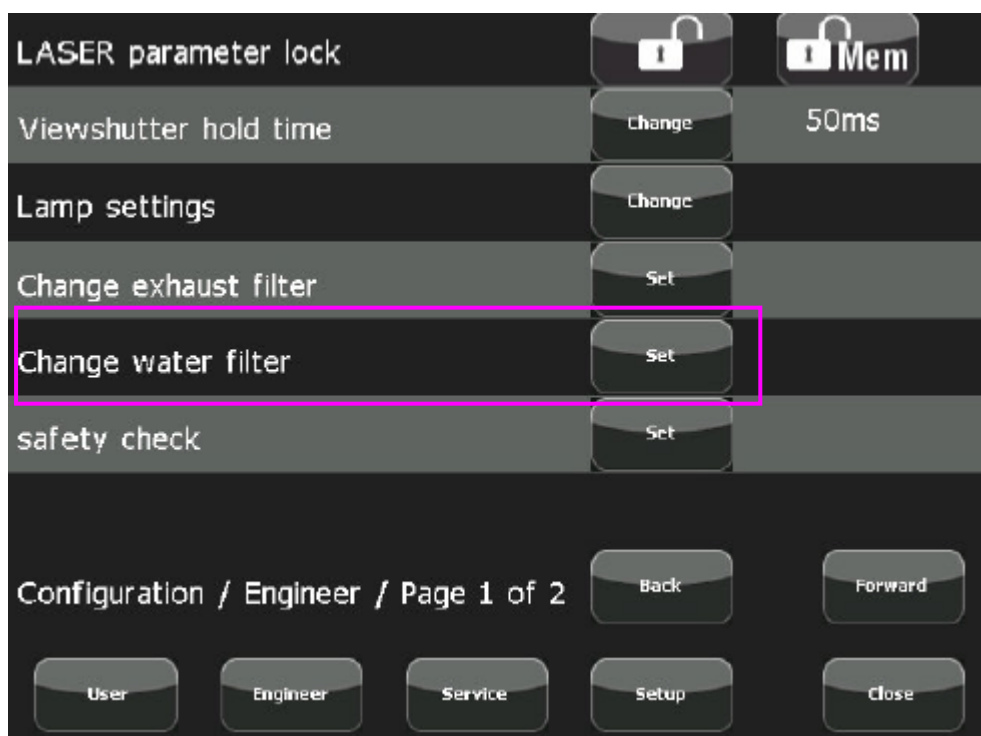 LASER parameter lock Mem
Viewshutter hold time Change 50ms
Lamp settings Change
Change exhaust filter Set
Change water filter Set
safety check Set
Configuration / Engineer / Page 1 of 2 Back Forward
User Engineer Service Setup Close